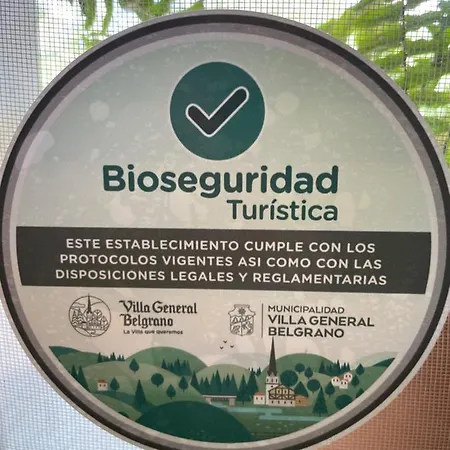 Bioseguridad
Turística
ESTE ESTABLECIMIENTO CUMPLE CON LOS
PROTOCOLOS VIGENTES ASI COMO CON LAS
DISPOSICIONES LEGALES Y REGLAMENTARIAS
Villa General
Belgrano
La Villa que queremos
MUNICIPALIDAD
VILLA GENERAL
BELGRANO